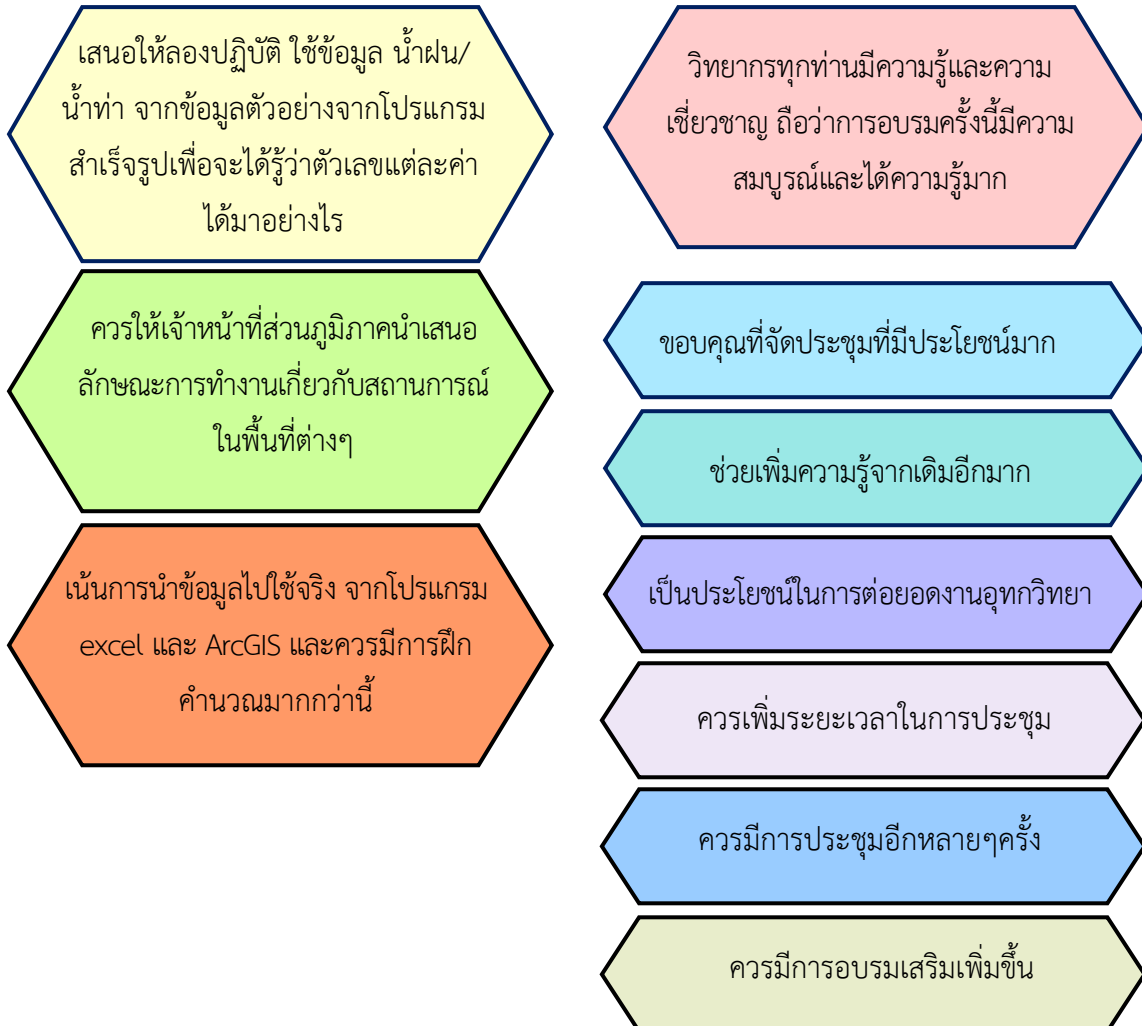 เสนอให้ลองปฏิบัติ ใช้ข้อมูล น้ำฝน/
น้ำท่า จากข้อมูลตัวอย่างจากโปรแกรม
สำเร็จรูปเพื่อจะได้รู้ว่าตัวเลขแต่ละค่า
ได้มาอย่างไร
ควรให้เจ้าหน้าที่ส่วนภูมิภาคนำเสนอ
ลักษณะการทำงานเกี่ยวกับสถานการณ์
ในพื้นที่ต่างๆ
เน้นการนำข้อมูลไปใช้จริง จากโปรแกรม
excel และ ArcGIS และควรมีการฝึก
คำนวณมากกว่านี้
วิทยากรทุกท่านมีความรู้และความ
เชี่ยวชาญ ถือว่าการอบรมครั้งนี้มีความ
สมบูรณ์และได้ความรู้มาก
ขอบคุณที่จัดประชุมที่มีประโยชน์มาก
ช่วยเพิ่มความรู้จากเดิมอีกมาก
เป็นประโยชน์ในการต่อยอดงานอุทกวิทยา
ควรเพิ่มระยะเวลาในการประชุม
ควรมีการประชุมอีกหลายๆครั้ง
ควรมีการอบรมเสริมเพิ่มขึ้น